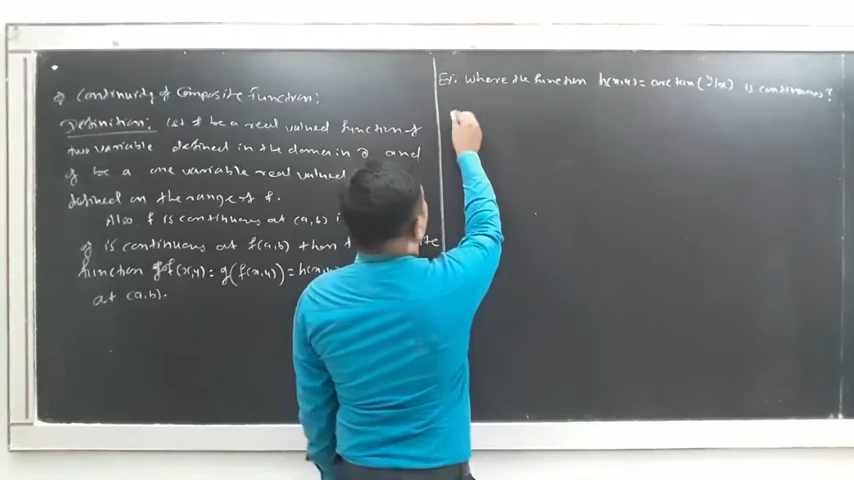 Continuity of Composite Function:
Definition: let f be a real valued function of
two variable defined in the domain D and
g be a one variable real valued
defined on the range of f.
Also f is continuous at (a,b) i
g is continuous at f(a,b) then t ite
function gof(x,y) = g(f(x,y)) = h(x,y
at (a,b).
Ex: Where the function h(x,y) = arc tan (y/x) is continuous?